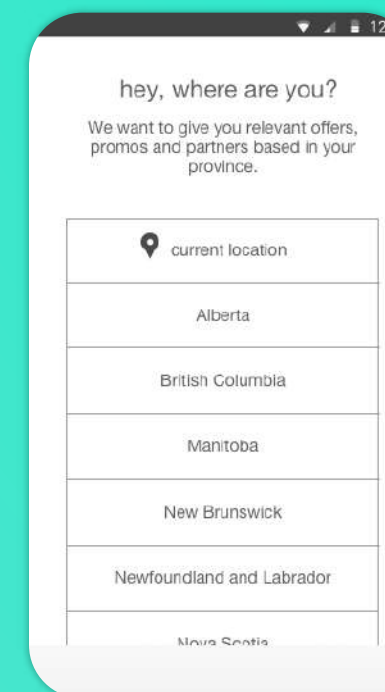 12
hey, where are you?
We want to give you relevant offers,
promos and partners based in your
province.
current location
Alberta
British Columbia
Manitoba
New Brunswick
Newfoundland and Labrador
Nova Scotia